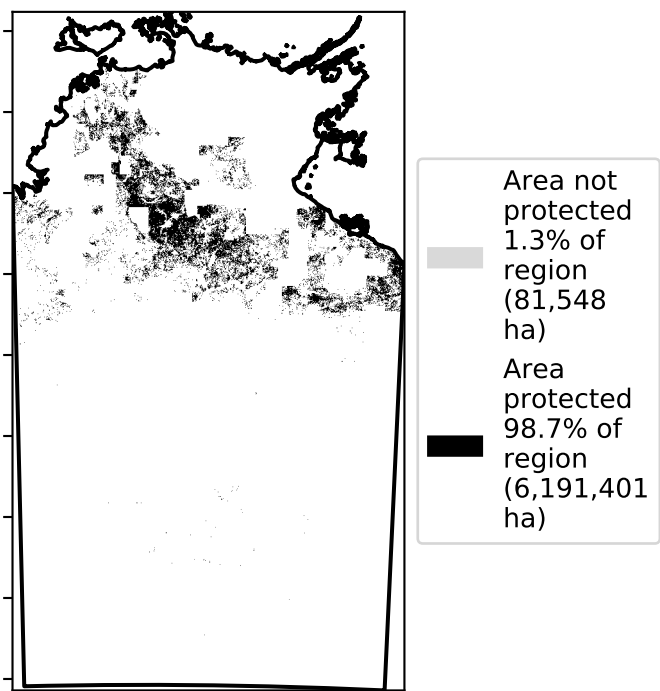 Area not
protected
1.3% of
region
(81,548
ha)
Area
protected
98.7% of
region
(6,191,401
ha)